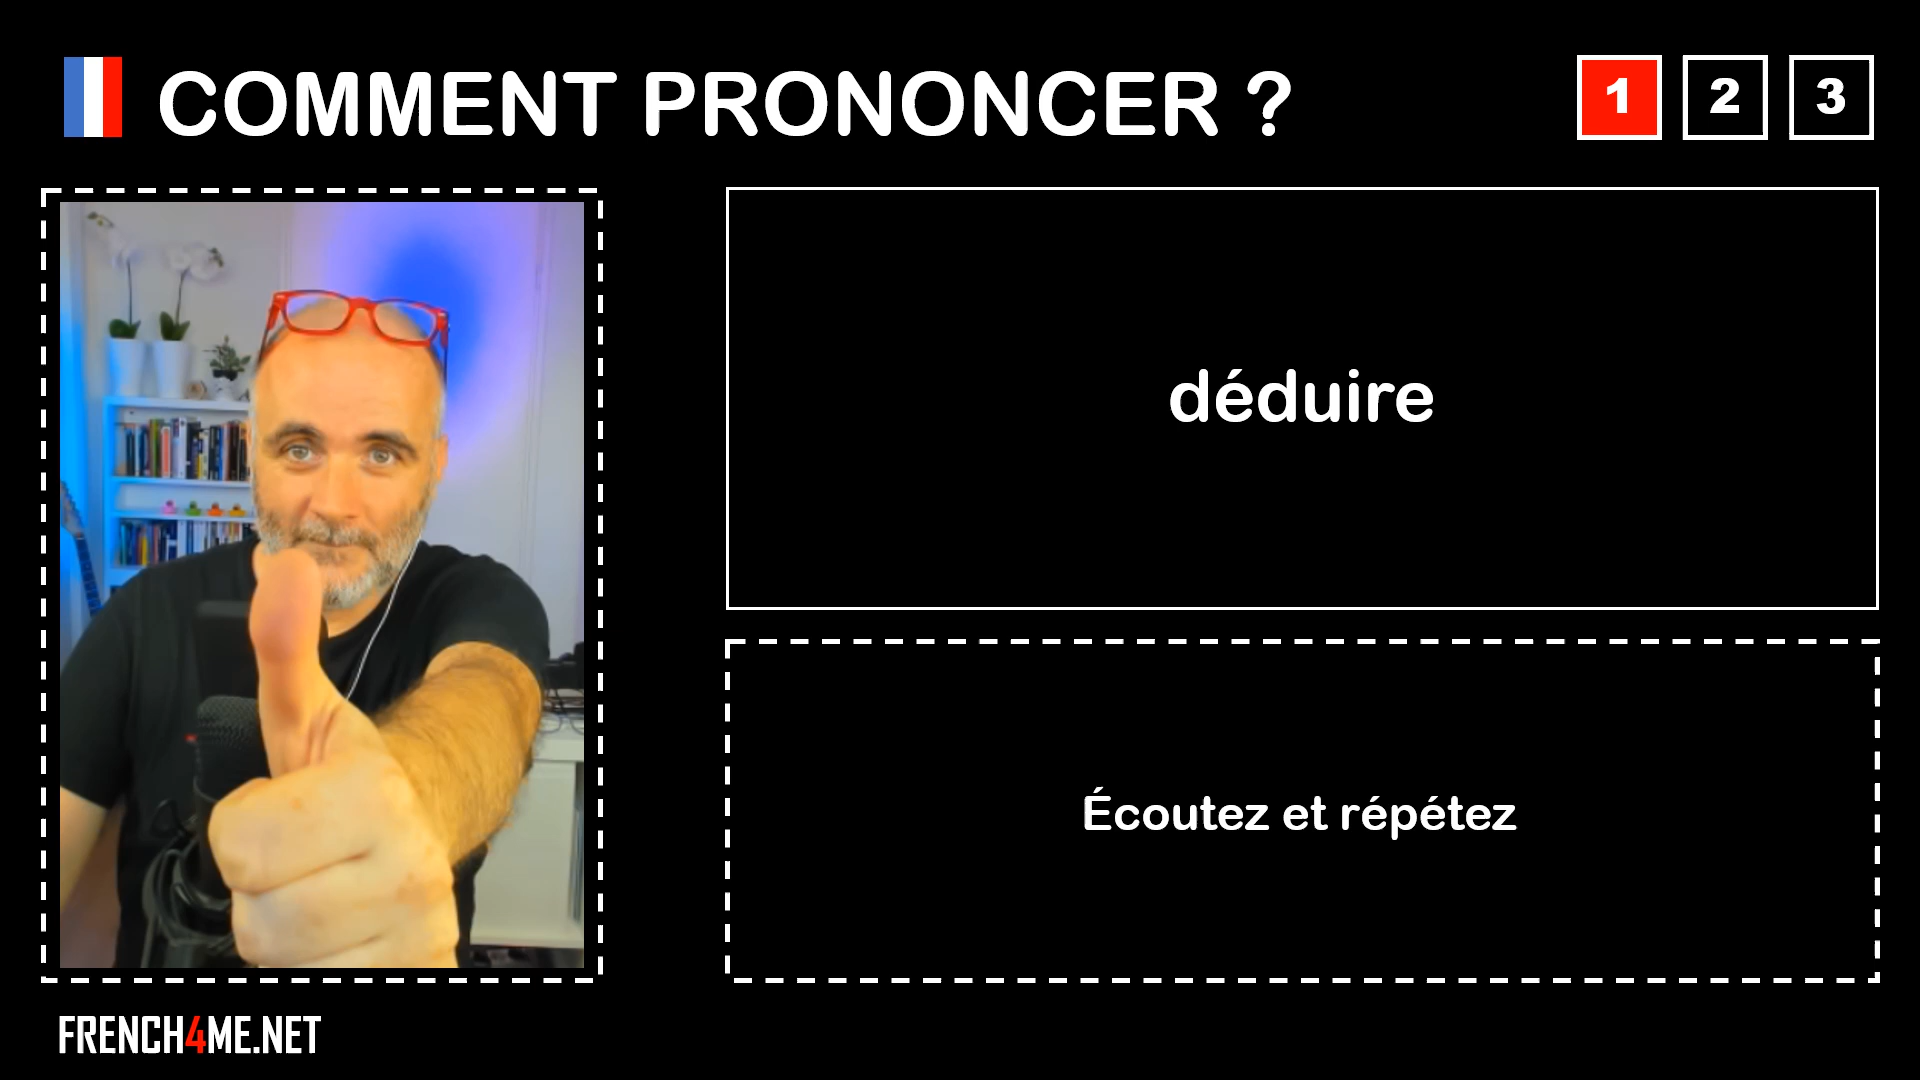 COMMENT PRONONCER ?
1 2 3
déduire
Écoutez et répétez
FRENCH4ME.NET